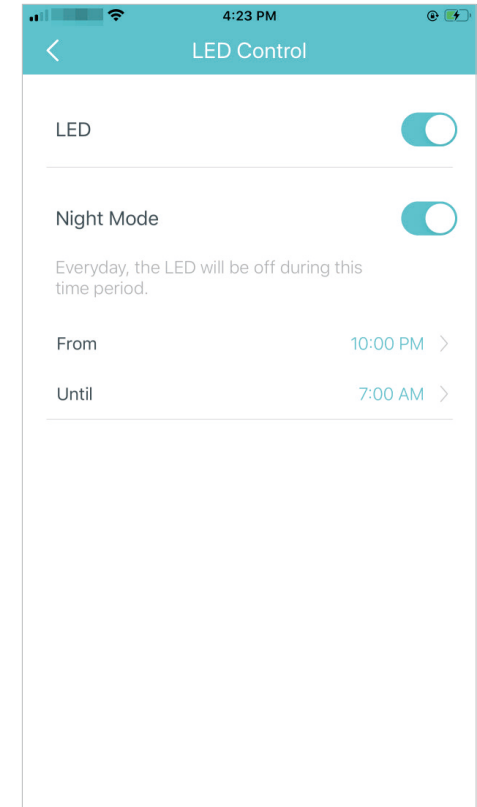 4:23 PM
LED Control
LED
Night Mode
Everyday, the LED will be off during this
time period.
From 10:00 PM
Until 7:00 AM